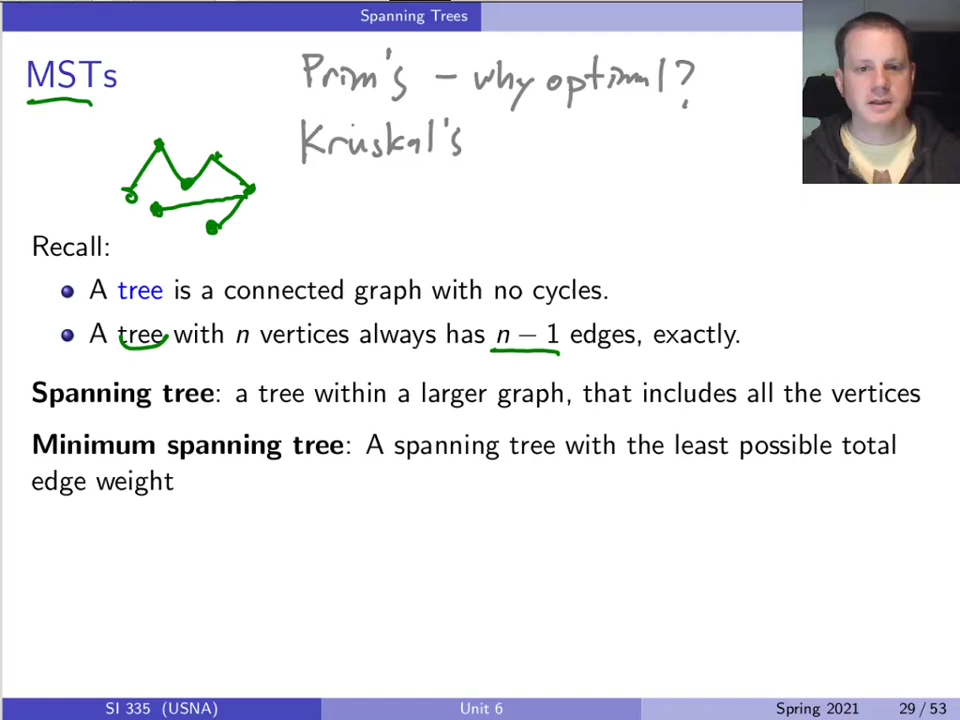 Spanning Trees
MSTs
Prim's - why optimal?
Kruskal's
Recall:
A tree is a connected graph with no cycles.
A tree with n vertices always has n − 1 edges, exactly.
Spanning tree: a tree within a larger graph, that includes all the vertices
Minimum spanning tree: A spanning tree with the least possible total
edge weight
SI 335 (USNA)
Unit 6
Spring 2021
29 / 53